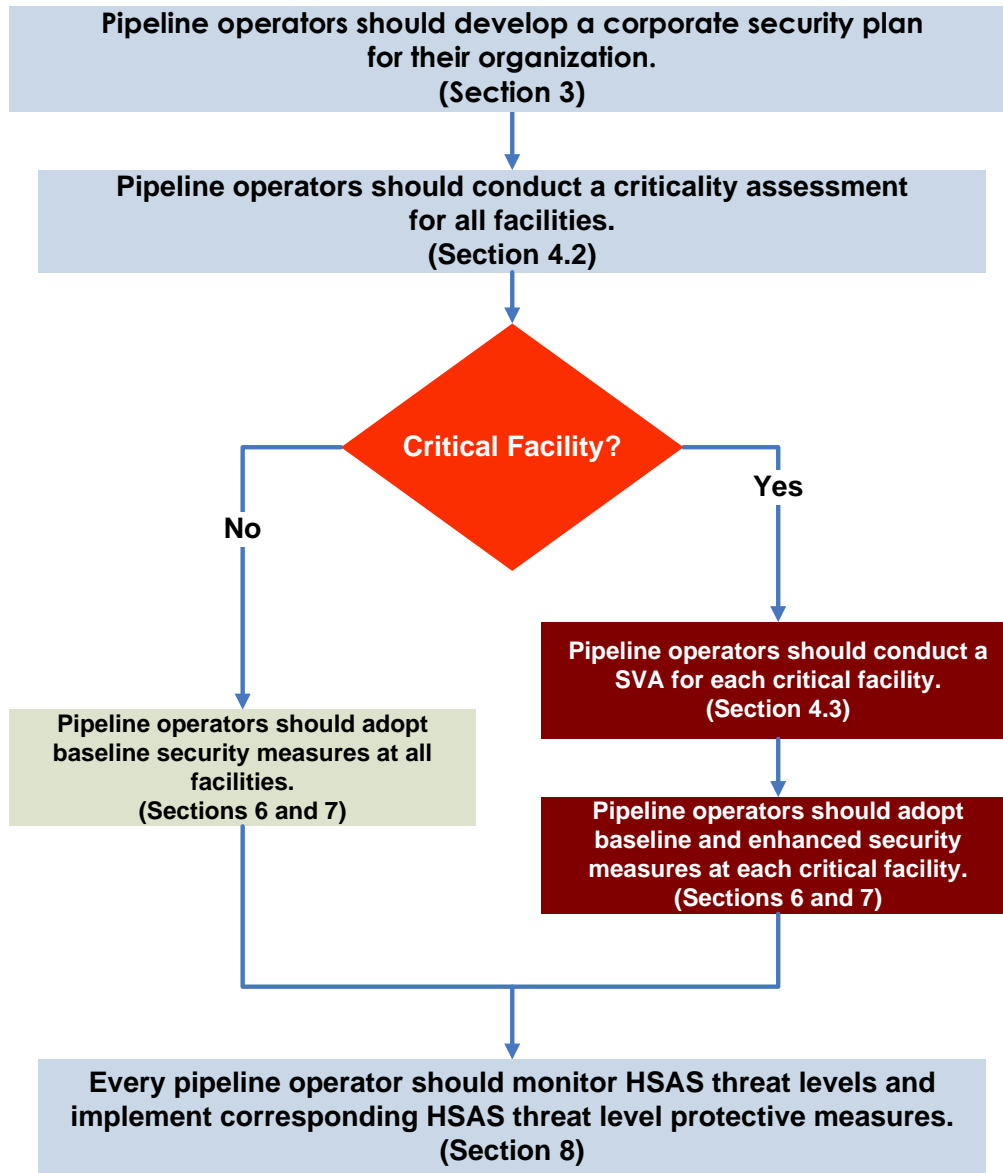 Pipeline operators should develop a corporate security plan
for their organization.
(Section 3)
Pipeline operators should conduct a criticality assessment
for all facilities.
(Section 4.2)
Critical Facility?
No
Yes
Pipeline operators should adopt
baseline security measures at all
facilities.
(Sections 6 and 7)
Pipeline operators should conduct a
SVA for each critical facility.
(Section 4.3)
Pipeline operators should adopt
baseline and enhanced security
measures at each critical facility.
(Sections 6 and 7)
Every pipeline operator should monitor HSAS threat levels and
implement corresponding HSAS threat level protective measures.
(Section 8)